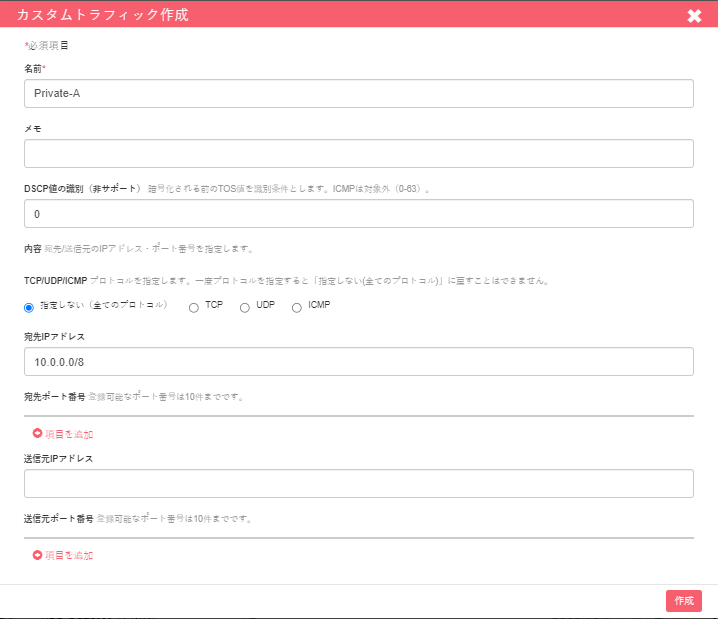 カスタムトラフィック作成
*必須項目
名前*
Private-A
メモ
DSCP値の識別（非サポート） 暗号化される前のTOS値を識別条件とします。ICMPは対象外（0-63）。
0
内容 宛先/送信元のIPアドレス・ポート番号を指定します。
TCP/UDP/ICMP プロトコルを指定します。一度プロトコルを指定すると「指定しない(全てのプロトコル)」に戻すことはできません。
指定しない（全てのプロトコル） TCP UDP ICMP
宛先IPアドレス
10.0.0.0/8
宛先ポート番号 登録可能なポート番号は10件までです。
項目を追加
送信元IPアドレス
送信元ポート番号 登録可能なポート番号は10件までです。
項目を追加
作成